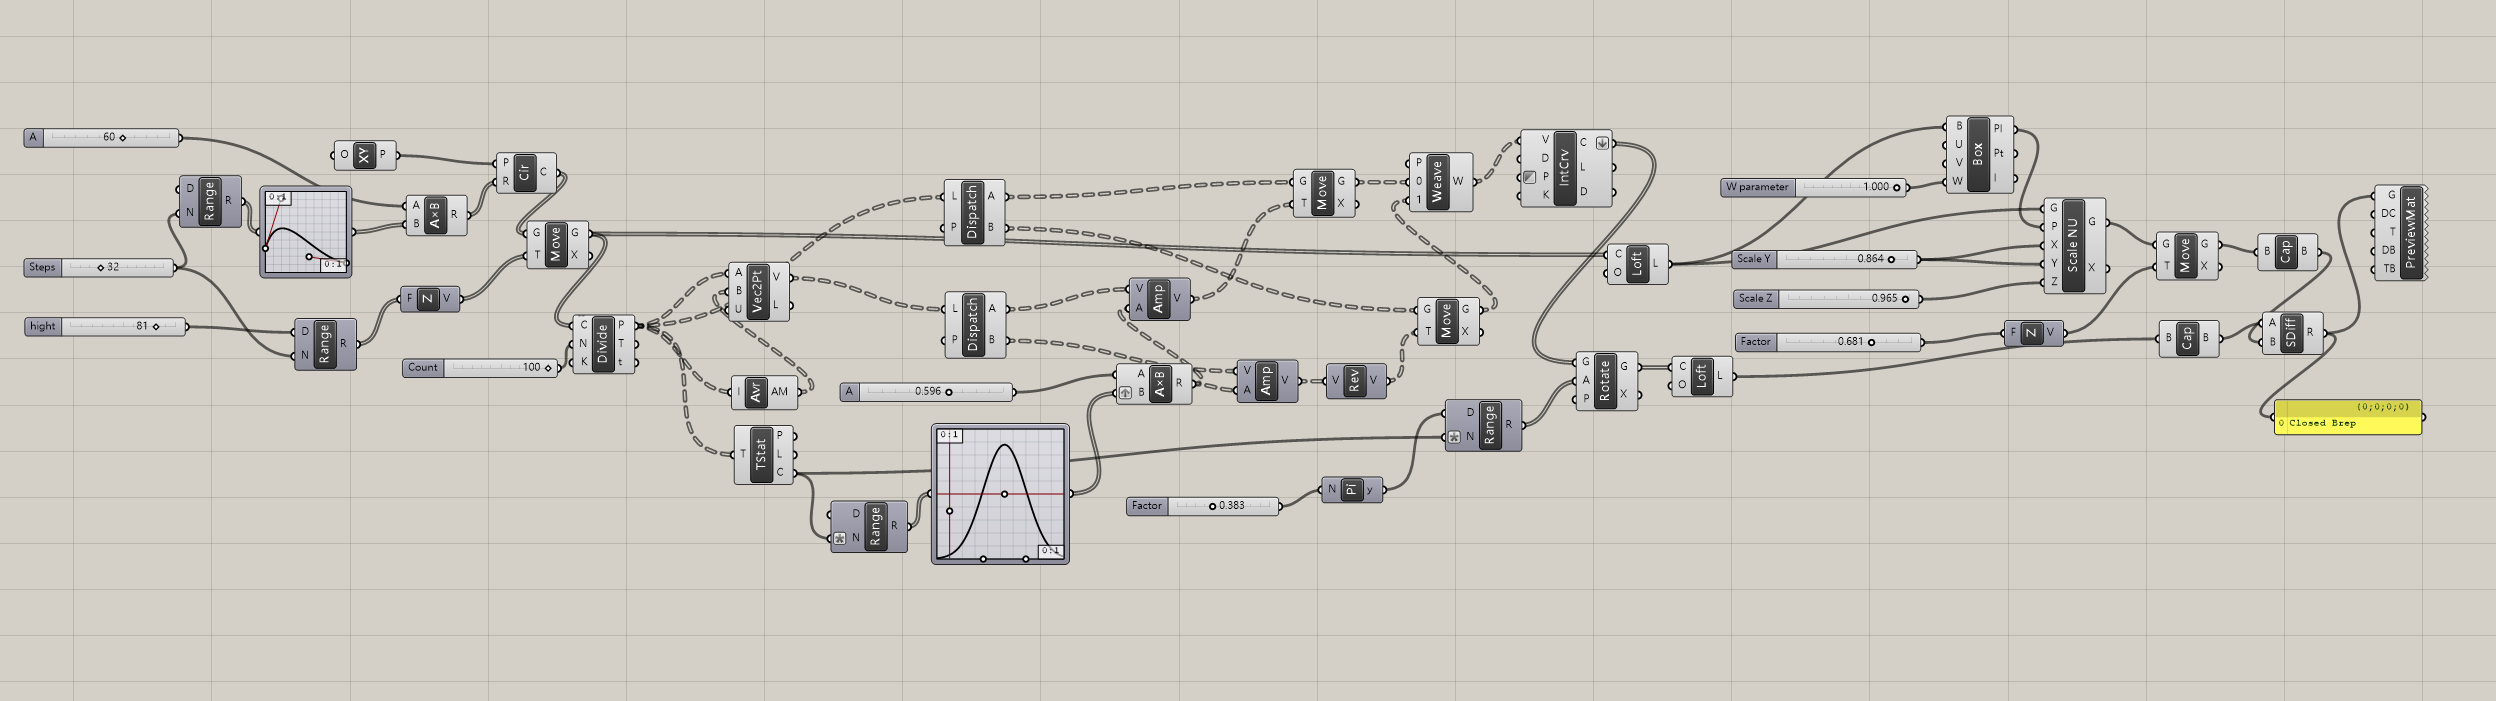 A 60
Steps 32
hight 81
D
N
Range
R
0:1
0:1
D
N
Range
R
O
XY
P
A
B
A×B
R
F
Z
V
Count 100
P
R
Cir
C
G
T
Move
G
X
C
N
K
Divide
P
T
t
A
B
U
Vec2Pt
V
L
I
Avr
AM
T
TStat
P
L
C
D
N
Range
R
A 0.596
0:1
0:1
L
P
Dispatch
A
B
L
P
Dispatch
A
B
V
A
Amp
V
A
B
A×B
R
V
A
Amp
V
V
Rev
V
Factor 0.383
N
Pi
y
G
T
Move
G
X
P
0
1
Weave
W
G
T
Move
G
X
D
N
Range
R
V
D
P
K
IntCrv
C
L
D
C
O
Loft
L
G
A
P
Rotate
G
X
C
O
Loft
L
W parameter 1.000
Scale Y 0.864
Scale Z 0.965
Factor 0.681
B
U
V
W
Box
Pl
Pt
I
G
P
X
Y
Z
Scale NU
G
X
F
Z
V
G
T
Move
G
X
B
Cap
B
B
Cap
B
A
B
SDiff
R
G
DC
T
DB
TB
PreviewMat
{0;0;0;0}
0 Closed Brep